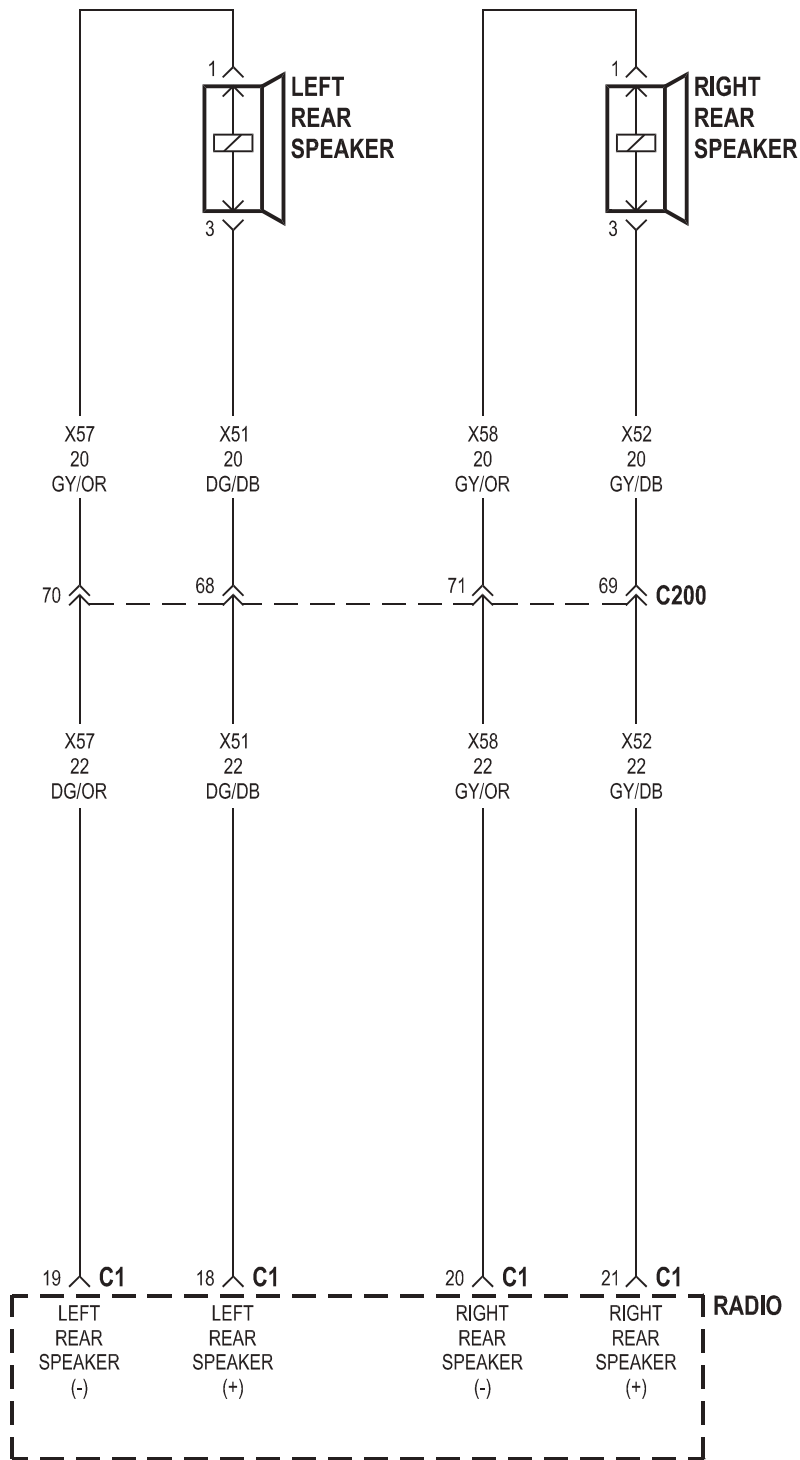 1
LEFT
REAR
SPEAKER
3
1
RIGHT
REAR
SPEAKER
3
X57
20
GY/OR
X51
20
DG/DB
X58
20
GY/OR
X52
20
GY/DB
70
68
71
69
C200
X57
22
DG/OR
X51
22
DG/DB
X58
22
GY/OR
X52
22
GY/DB
19 C1
18 C1
20 C1
21 C1
RADIO
LEFT
REAR
SPEAKER
(-)
LEFT
REAR
SPEAKER
(+)
RIGHT
REAR
SPEAKER
(-)
RIGHT
REAR
SPEAKER
(+)